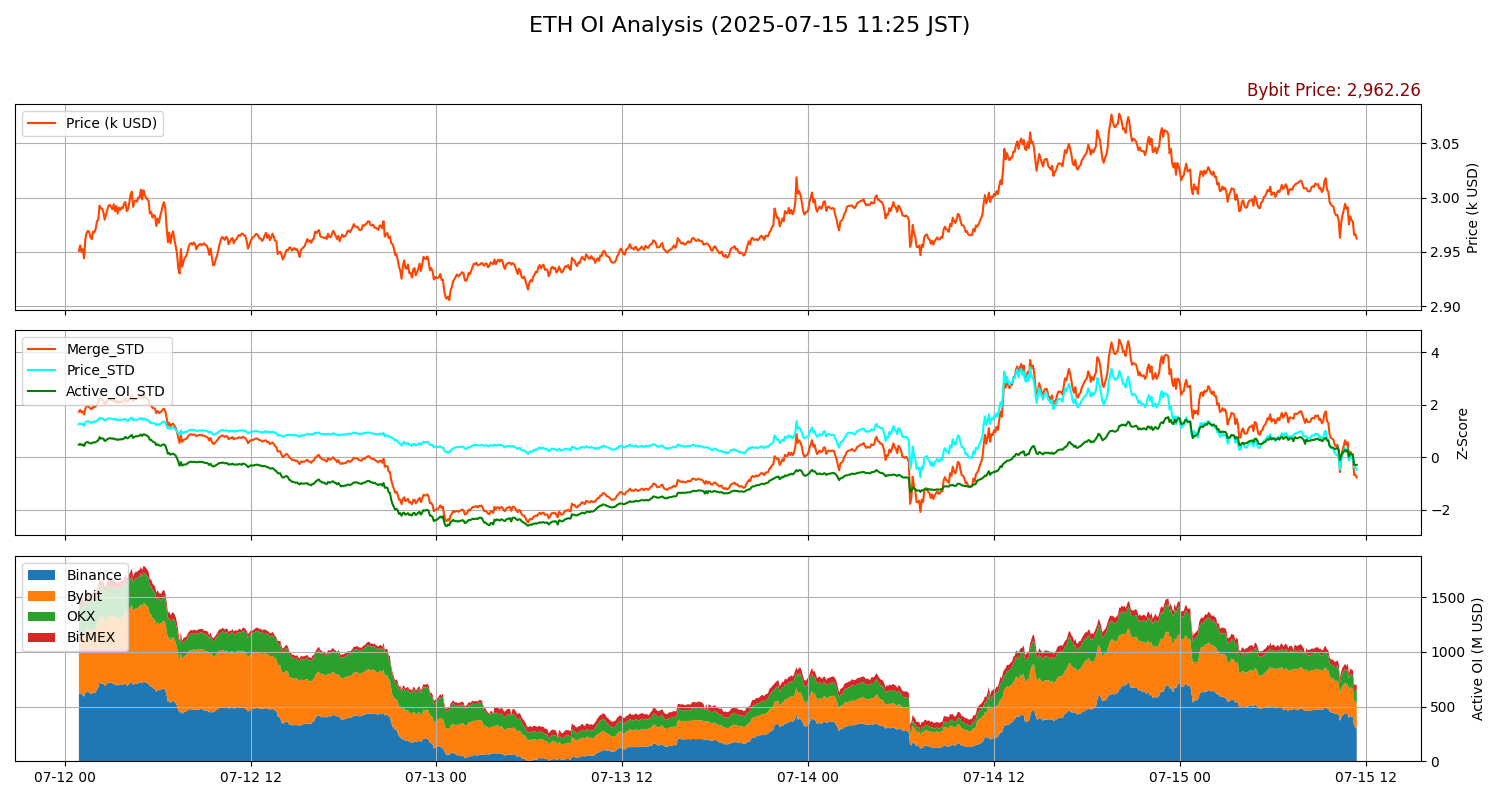 ETH OI Analysis (2025-07-15 11:25 JST)
Bybit Price: 2,962.26
Price (k USD)
3.05
3.00
2.95
2.90
Price (k USD)
Merge_STD
Price_STD
Active_OI_STD
4
2
0
−2
Z-Score
Binance
Bybit
OKX
BitMEX
1500
1000
500
0
Active OI (M USD)
07-12 00
07-12 12
07-13 00
07-13 12
07-14 00
07-14 12
07-15 00
07-15 12